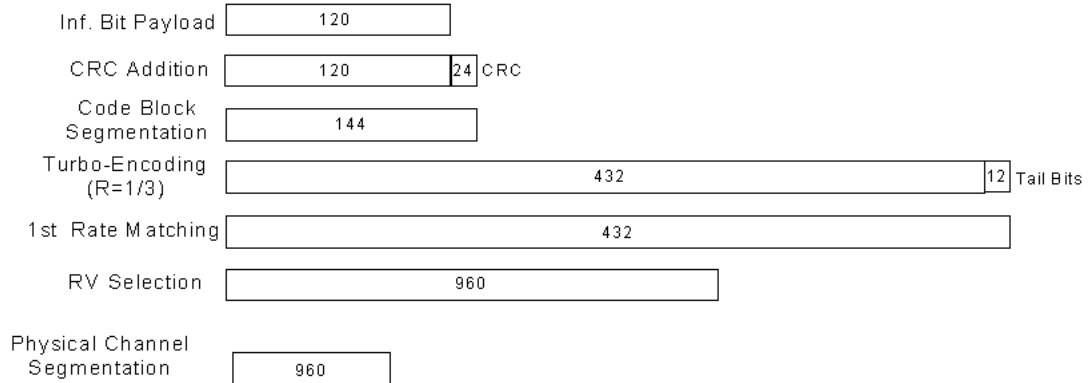 Inf. Bit Payload 120
CRC Addition 120 24 CRC
Code Block
Segmentation 144
Turbo-Encoding
(R=1/3) 432 12 Tail Bits
1st Rate Matching 432
RV Selection 960
Physical Channel
Segmentation 960